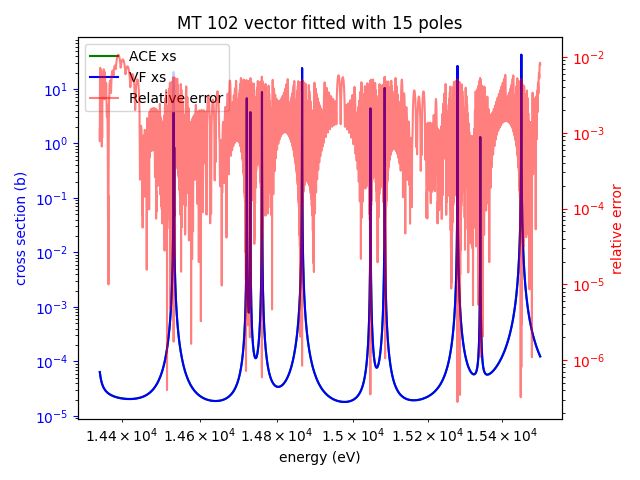 MT 102 vector fitted with 15 poles
ACE xs
VF xs
Relative error
10¹
10⁰
10⁻¹
10⁻²
10⁻³
10⁻⁴
10⁻⁵
cross section (b)
10⁻²
10⁻³
10⁻⁴
10⁻⁵
10⁻⁶
relative error
1.44×10⁴ 1.46×10⁴ 1.48×10⁴ 1.5×10⁴ 1.52×10⁴ 1.54×10⁴
energy (eV)